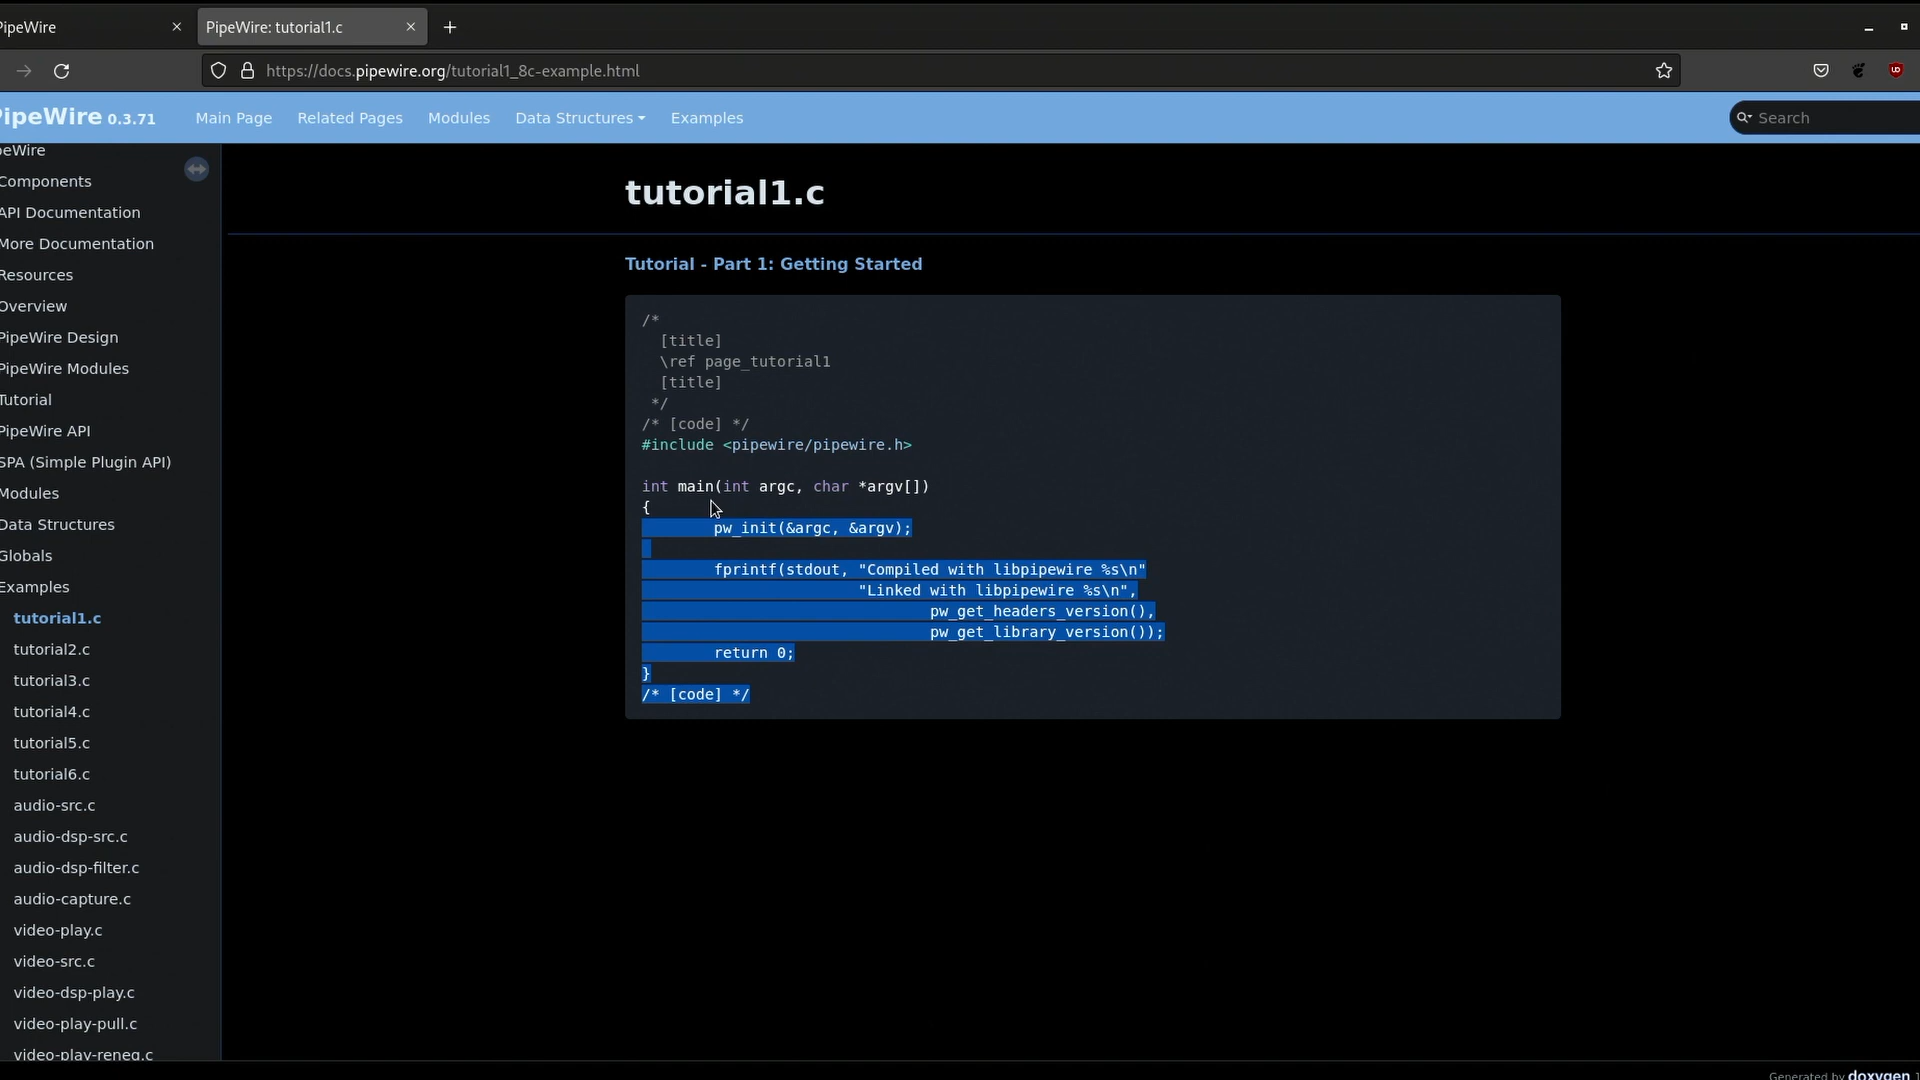 PipeWire
PipeWire: tutorial1.c
https://docs.pipewire.org/tutorial1_8c-example.html
PipeWire 0.3.71
Main Page
Related Pages
Modules
Data Structures
Examples
Search
eWire
Components
API Documentation
More Documentation
Resources
Overview
PipeWire Design
PipeWire Modules
Tutorial
PipeWire API
SPA (Simple Plugin API)
Modules
Data Structures
Globals
Examples
tutorial1.c
tutorial2.c
tutorial3.c
tutorial4.c
tutorial5.c
tutorial6.c
audio-src.c
audio-dsp-src.c
audio-dsp-filter.c
audio-capture.c
video-play.c
video-src.c
video-dsp-play.c
video-play-pull.c
video-play-reneg.c
tutorial1.c
Tutorial - Part 1: Getting Started
/*
[title]
\ref page_tutorial1
[title]
*/
/* [code] */
#include <pipewire/pipewire.h>
int main(int argc, char *argv[])
{
pw_init(&argc, &argv);
fprintf(stdout, "Compiled with libpipewire %s\n"
"Linked with libpipewire %s\n",
pw_get_headers_version(),
pw_get_library_version());
return 0;
}
/* [code] */
Generated by doxygen 1